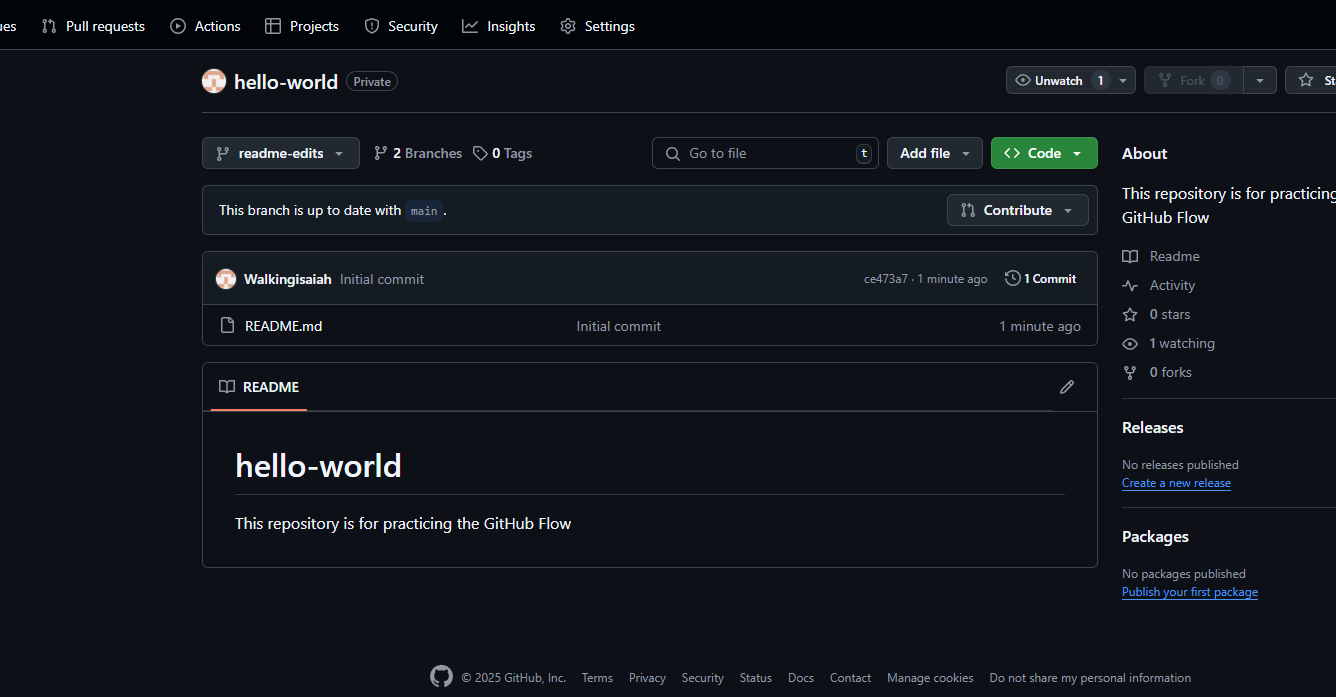 ues Pull requests Actions Projects Security Insights Settings
hello-world Private Unwatch 1 Fork 0 St
readme-edits 2 Branches 0 Tags Go to file t Add file Code
About
This branch is up to date with main. Contribute
This repository is for practicing
GitHub Flow
Walkingisaiah Initial commit ce473a7 · 1 minute ago 1 Commit
README.md Initial commit 1 minute ago
README
hello-world
This repository is for practicing the GitHub Flow
Readme
Activity
0 stars
1 watching
0 forks
Releases
No releases published
Create a new release
Packages
No packages published
Publish your first package
© 2025 GitHub, Inc. Terms Privacy Security Status Docs Contact Manage cookies Do not share my personal information